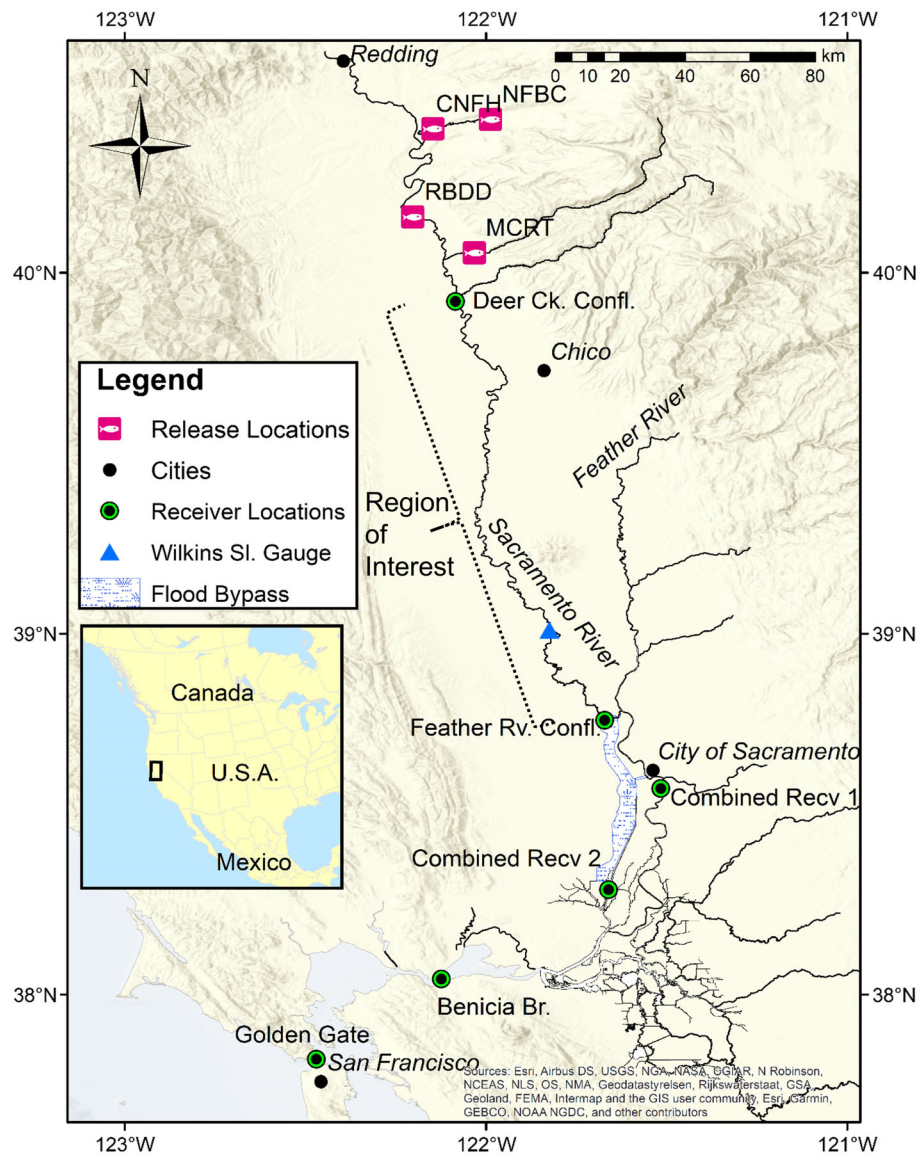 123°W
122°W
121°W
Redding
km
0 10 20 40 60 80
N
CNFH
NFBC
RBDD
MCRT
40°N
40°N
Deer Ck. Confl.
Chico
Legend
Release Locations
Cities
Receiver Locations
Wilkins Sl. Gauge
Flood Bypass
Feather River
Region
of
Interest
Sacramento River
39°N
39°N
Canada
U.S.A.
Mexico
Feather Rv. Confl.
City of Sacramento
Combined Recv 1
Combined Recv 2
38°N
38°N
Benicia Br.
Golden Gate
San Francisco
Sources: Esri, Airbus DS, USGS, NGA, NASA, CGIAR, N Robinson,
NCEAS, NLS, OS, NMA, Geodatastyrelsen, Rijkswaterstaat, GSA,
Geoland, FEMA, Intermap and the GIS user community, Esri, Garmin,
GEBCO, NOAA NGDC, and other contributors
123°W
122°W
121°W